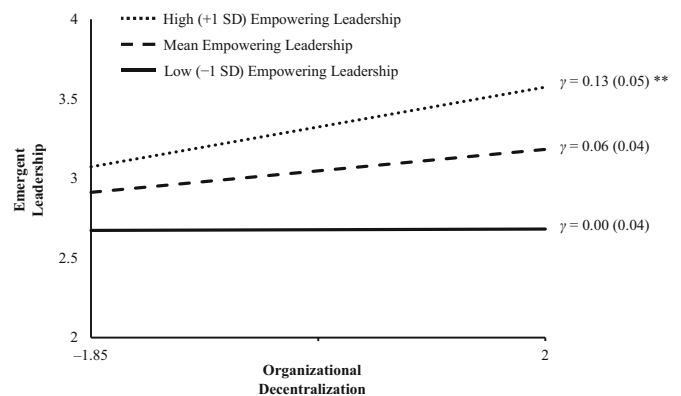 4
High (+1 SD) Empowering Leadership
Mean Empowering Leadership
Low (−1 SD) Empowering Leadership
3.5
γ = 0.13 (0.05) **
γ = 0.06 (0.04)
Emergent
Leadership
3
γ = 0.00 (0.04)
2.5
2
−1.85
2
Organizational
Decentralization